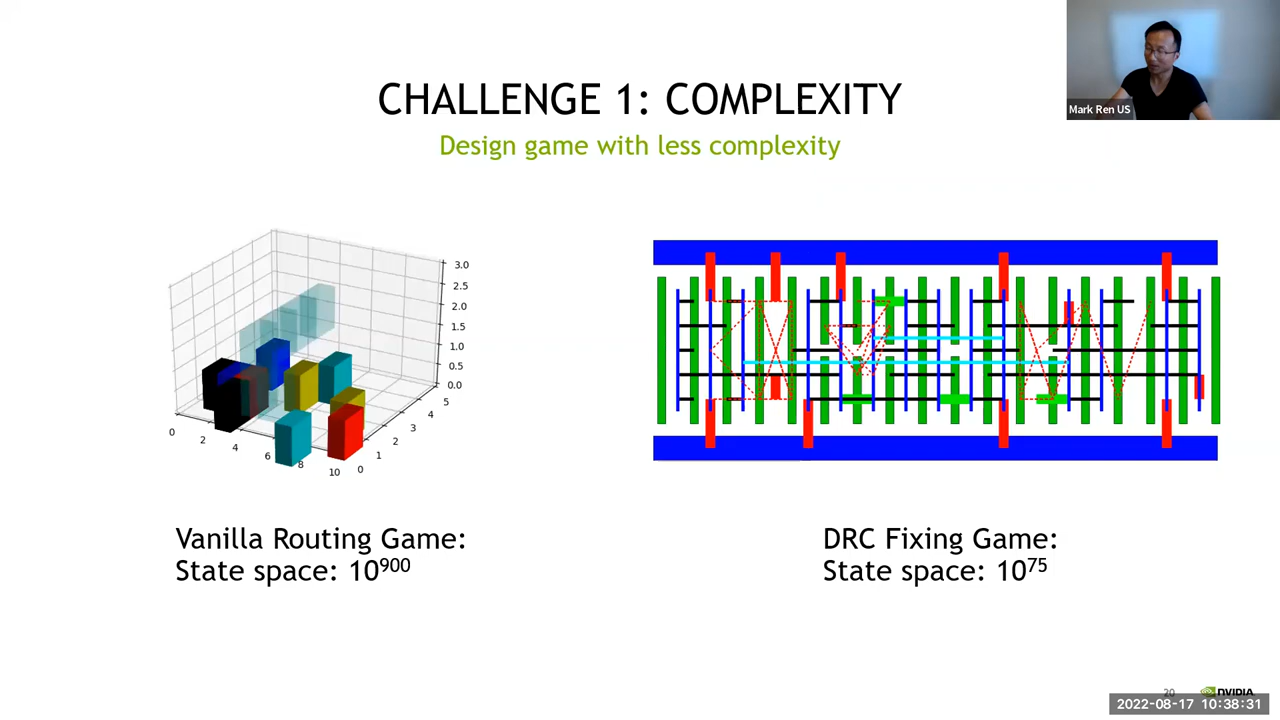 Mark Ren US
CHALLENGE 1: COMPLEXITY
Design game with less complexity
3.0
2.5
2.0
1.5
1.0
0.5
0.0
0
2
4
6
8
10
0
1
2
3
4
5
Vanilla Routing Game:
State space: 10⁹⁰⁰
DRC Fixing Game:
State space: 10⁷⁵
20
NVIDIA
2022-08-17 10:38:31